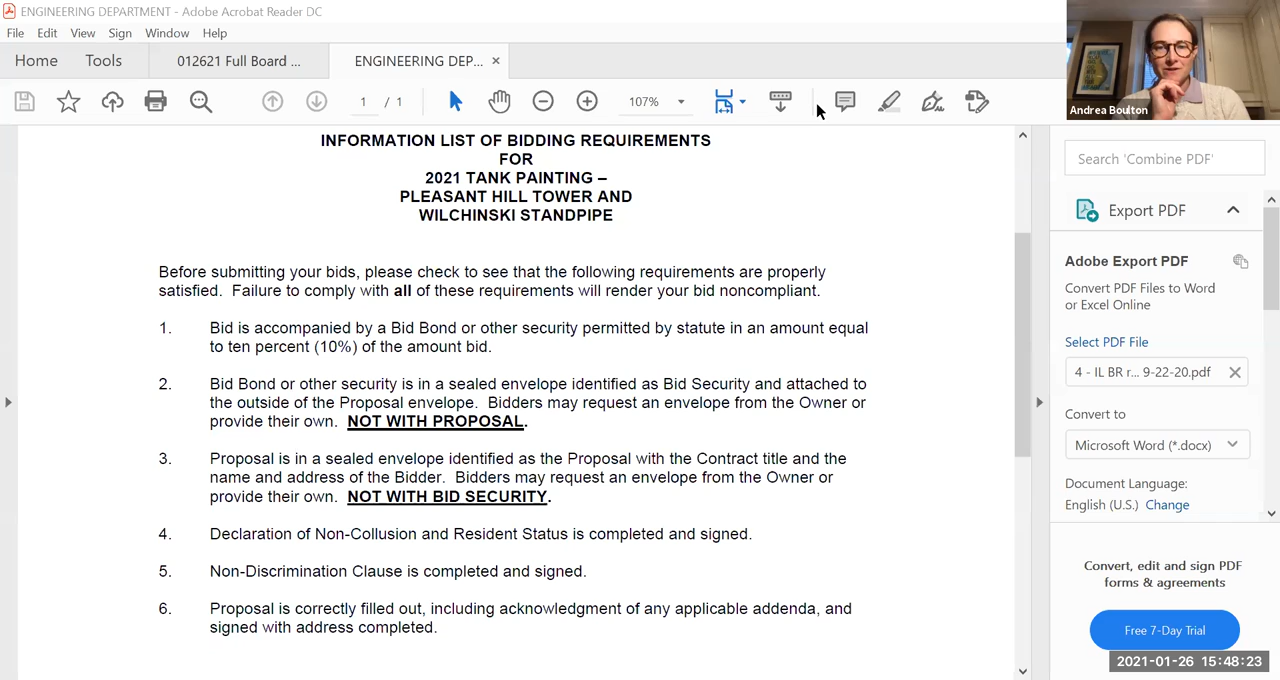 ENGINEERING DEPARTMENT - Adobe Acrobat Reader DC
File Edit View Sign Window Help
Home Tools 012621 Full Board ... ENGINEERING DEP... ×
1 / 1 107%
Andrea Boulton
INFORMATION LIST OF BIDDING REQUIREMENTS
FOR
2021 TANK PAINTING –
PLEASANT HILL TOWER AND
WILCHINSKI STANDPIPE
Before submitting your bids, please check to see that the following requirements are properly
satisfied. Failure to comply with all of these requirements will render your bid noncompliant.
1. Bid is accompanied by a Bid Bond or other security permitted by statute in an amount equal
to ten percent (10%) of the amount bid.
2. Bid Bond or other security is in a sealed envelope identified as Bid Security and attached to
the outside of the Proposal envelope. Bidders may request an envelope from the Owner or
provide their own. NOT WITH PROPOSAL.
3. Proposal is in a sealed envelope identified as the Proposal with the Contract title and the
name and address of the Bidder. Bidders may request an envelope from the Owner or
provide their own. NOT WITH BID SECURITY.
4. Declaration of Non-Collusion and Resident Status is completed and signed.
5. Non-Discrimination Clause is completed and signed.
6. Proposal is correctly filled out, including acknowledgment of any applicable addenda, and
signed with address completed.
Search 'Combine PDF'
Export PDF
Adobe Export PDF
Convert PDF Files to Word
or Excel Online
Select PDF File
4 - IL BR r... 9-22-20.pdf
Convert to
Microsoft Word (*.docx)
Document Language:
English (U.S.) Change
Convert, edit and sign PDF
forms & agreements
Free 7-Day Trial
2021-01-26 15:48:23